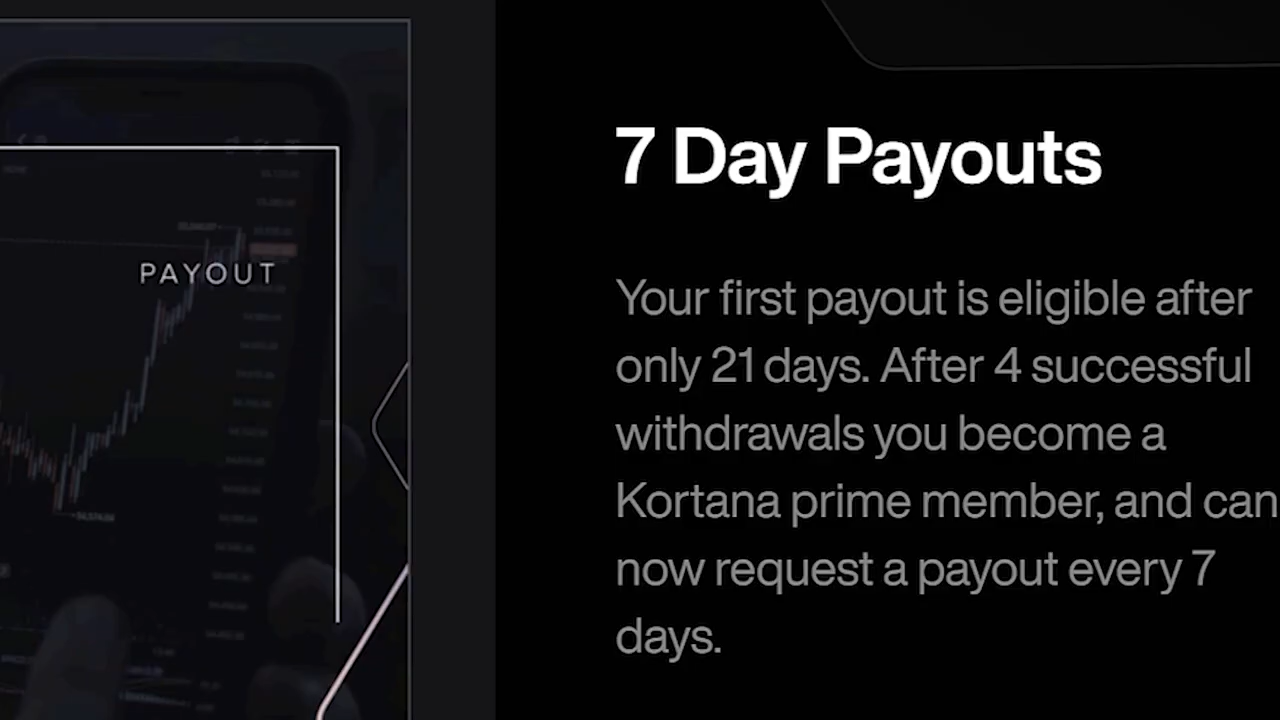 PAYOUT
7 Day Payouts
Your first payout is eligible after
only 21 days. After 4 successful
withdrawals you become a
Kortana prime member, and can
now request a payout every 7
days.